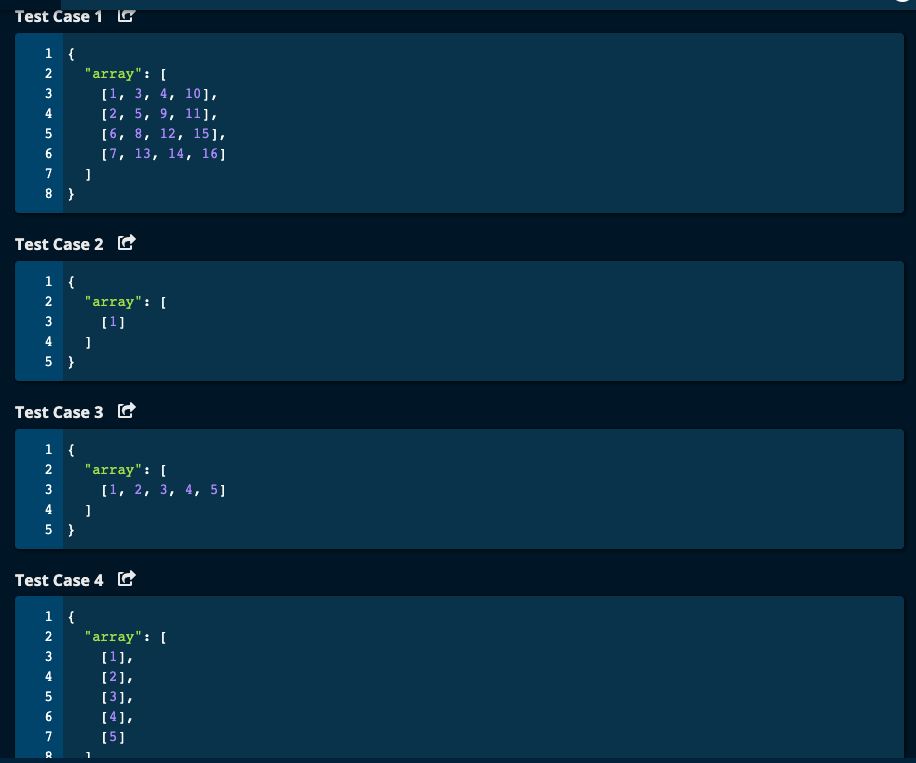 Test Case 1
1 {
2   "array": [
3     [1, 3, 4, 10],
4     [2, 5, 9, 11],
5     [6, 8, 12, 15],
6     [7, 13, 14, 16]
7   ]
8 }
Test Case 2
1 {
2   "array": [
3     [1]
4   ]
5 }
Test Case 3
1 {
2   "array": [
3     [1, 2, 3, 4, 5]
4   ]
5 }
Test Case 4
1 {
2   "array": [
3     [1],
4     [2],
5     [3],
6     [4],
7     [5]
8   ]